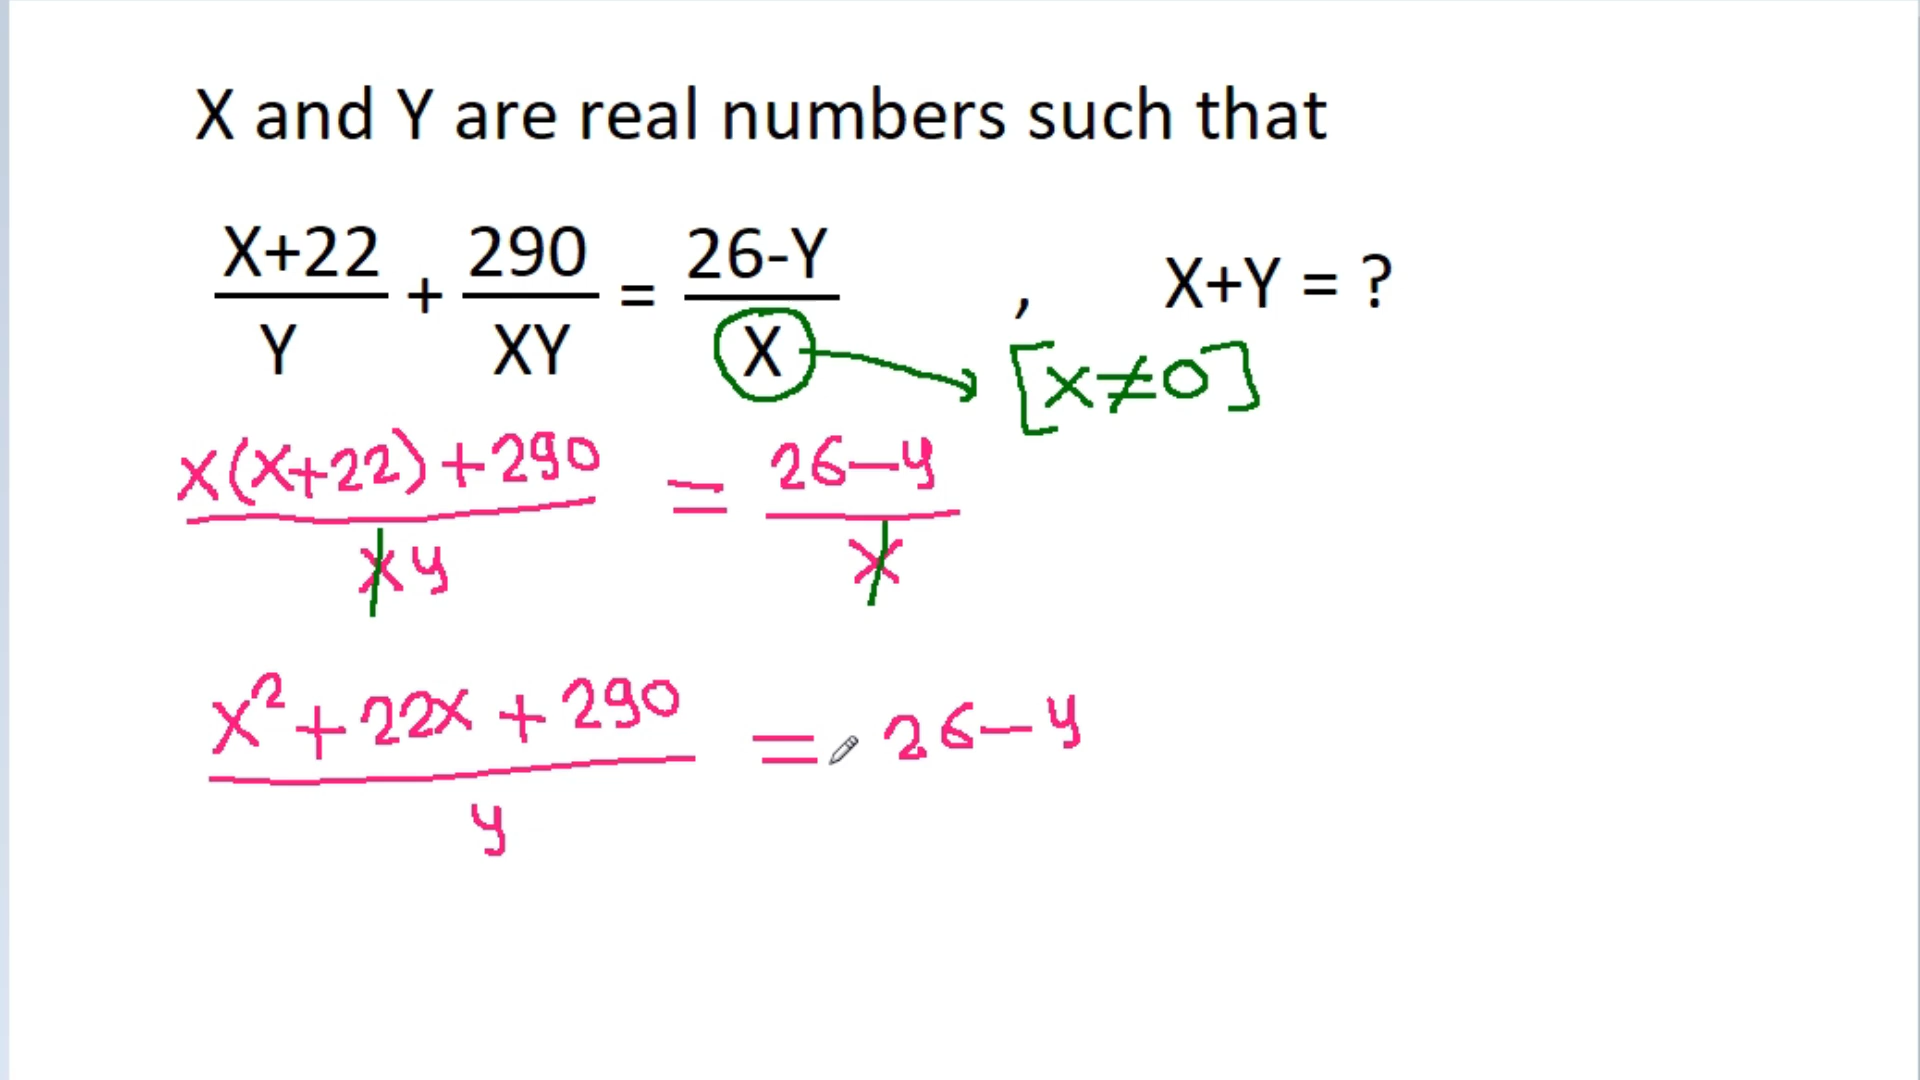 X and Y are real numbers such that
X+22/Y + 290/XY = 26-Y/X , X+Y = ?
[x≠0]
x(x+22)+290/xy = 26-y/x
x²+22x+290/y = 26-y